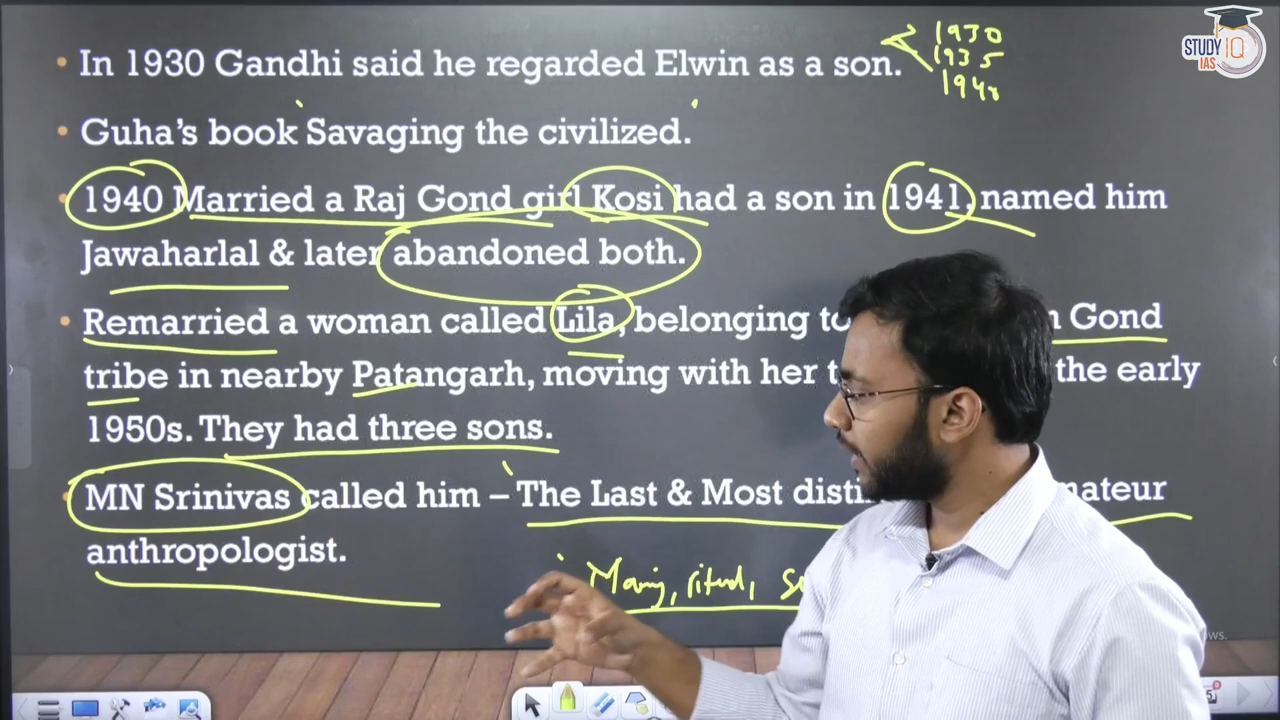 STUDY IQ
IAS
1930
• In 1930 Gandhi said he regarded Elwin as a son.
1935
194
• Guha's book Savaging the civilized.
• 1940 Married a Raj Gond girl Kosi had a son in 1941, named him
Jawaharlal & later abandoned both.
• Remarried a woman called Lila, belonging to Gond
tribe in nearby Patangarh, moving with her the early
1950s. They had three sons.
• MN Srinivas called him – The Last & Most
anthropologist.